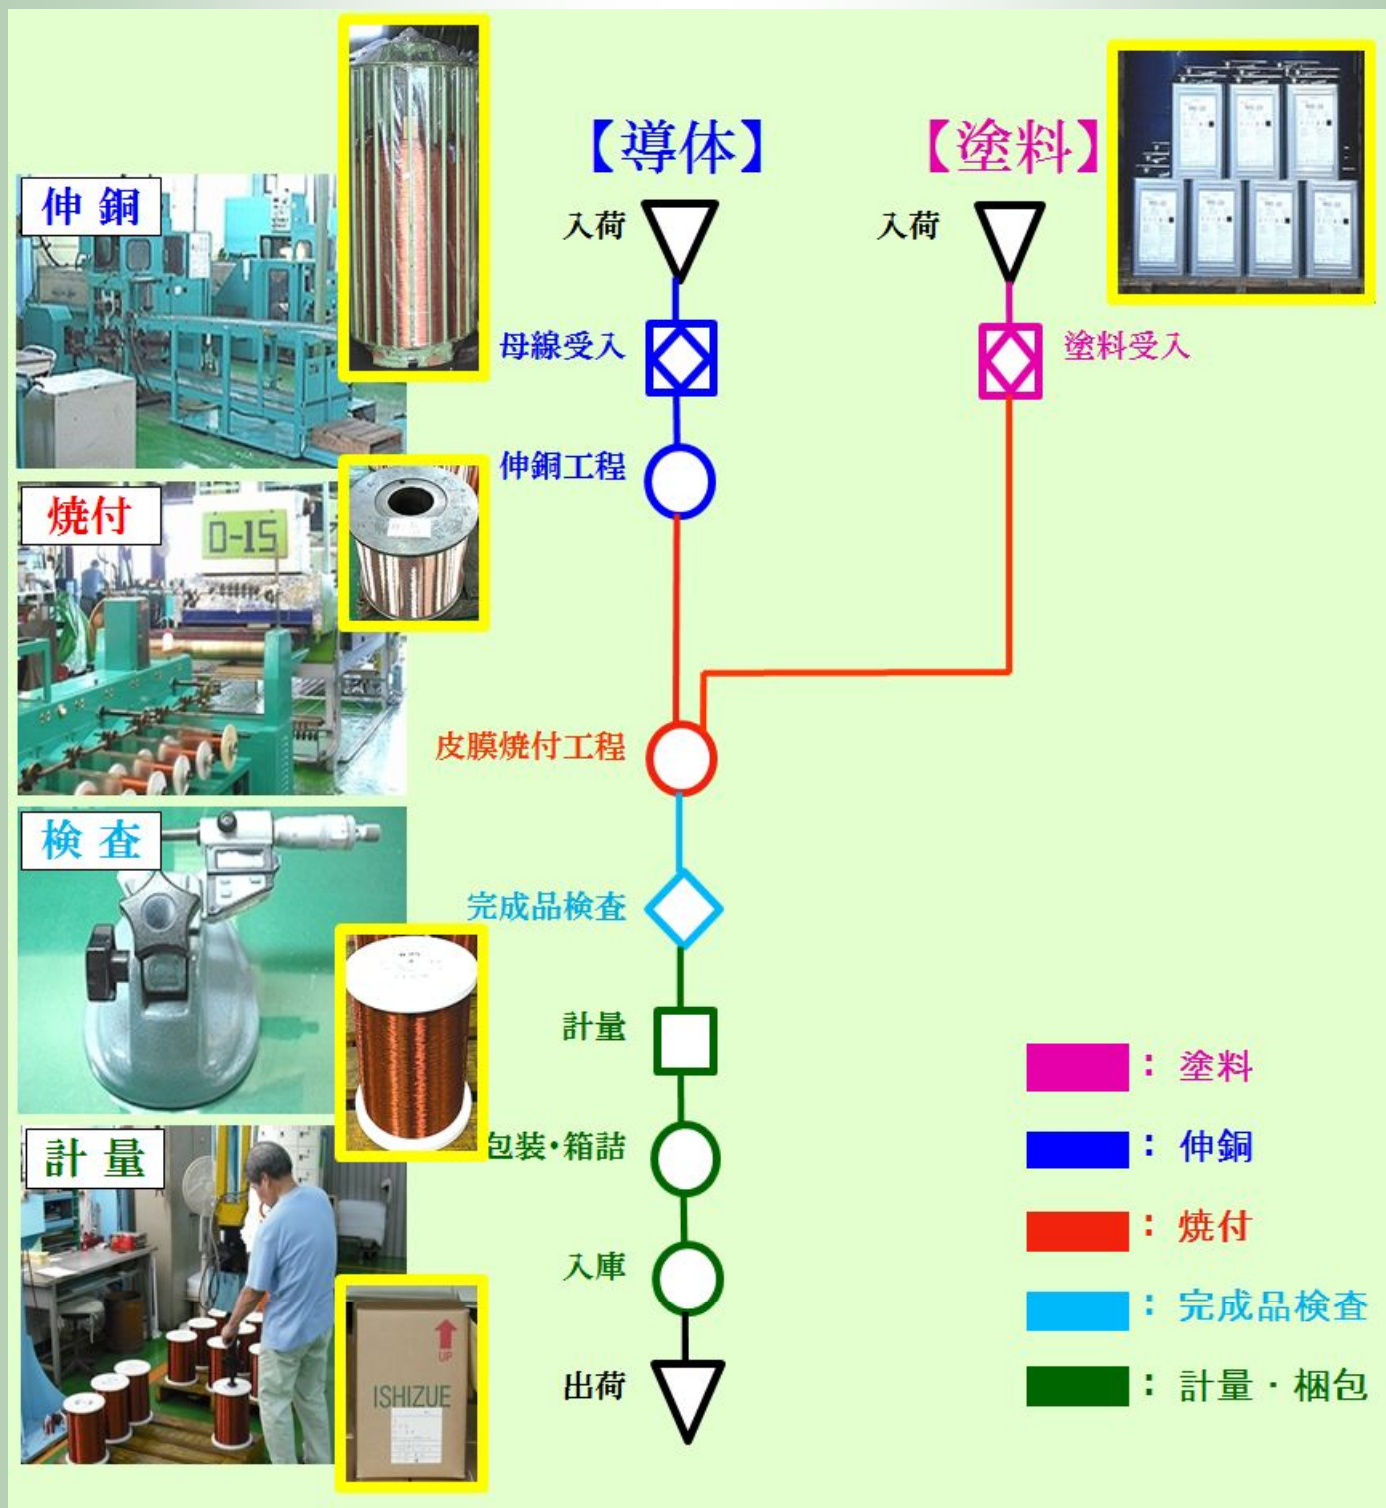 【導体】
【塗料】
伸 銅
入荷
入荷
母線受入
塗料受入
伸銅工程
焼付
D-15
皮膜焼付工程
検 査
完成品検査
計量
計 量
包装・箱詰
入庫
出荷
UP
ISHIZUE
：塗料
：伸銅
：焼付
：完成品検査
：計量・梱包